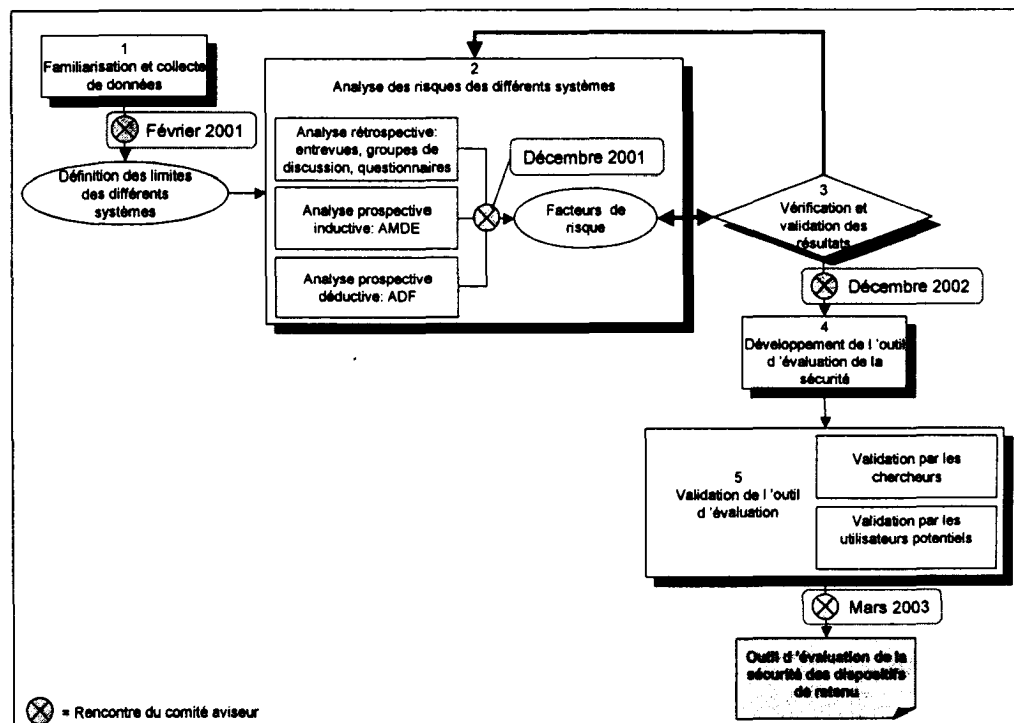 1
Familiarisation et collecte
de données
Février 2001
Définition des limites
des différents
systèmes
2
Analyse des risques des différents systèmes
Analyse rétrospective:
entrevues, groupes de
discussion, questionnaires
Analyse prospective
inductive: AMDE
Analyse prospective
déductive: ADF
Décembre 2001
Facteurs de
risque
3
Vérification et
validation des
résultats
Décembre 2002
4
Développement de l 'outil
d 'évaluation de la
sécurité
5
Validation de l 'outil
d 'évaluation
Validation par les
chercheurs
Validation par les
utilisateurs potentiels
Mars 2003
Outil d 'évaluation de la
sécurité des dispositifs
de retenu
= Rencontre du comité aviseur